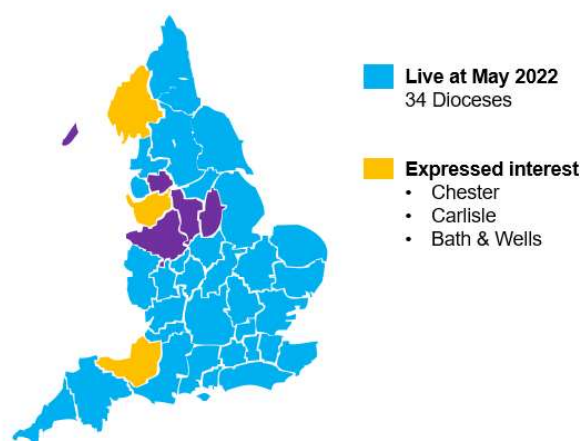 Live at May 2022
34 Dioceses
Expressed interest
• Chester
• Carlisle
• Bath & Wells